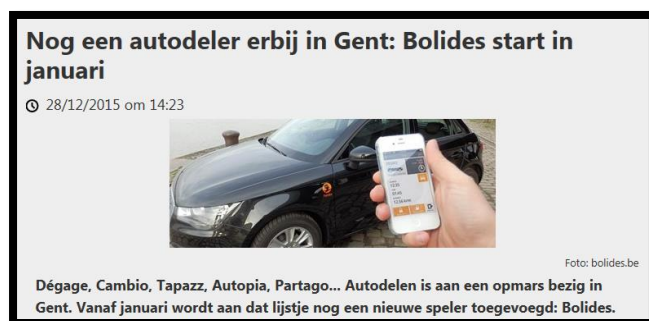 Nog een autodeler erbij in Gent: Bolides start in
januari
28/12/2015 om 14:23
Foto: bolides.be
Dégage, Cambio, Tapazz, Autopia, Partago... Autodelen is aan een opmars bezig in
Gent. Vanaf januari wordt aan dat lijstje nog een nieuwe speler toegevoegd: Bolides.